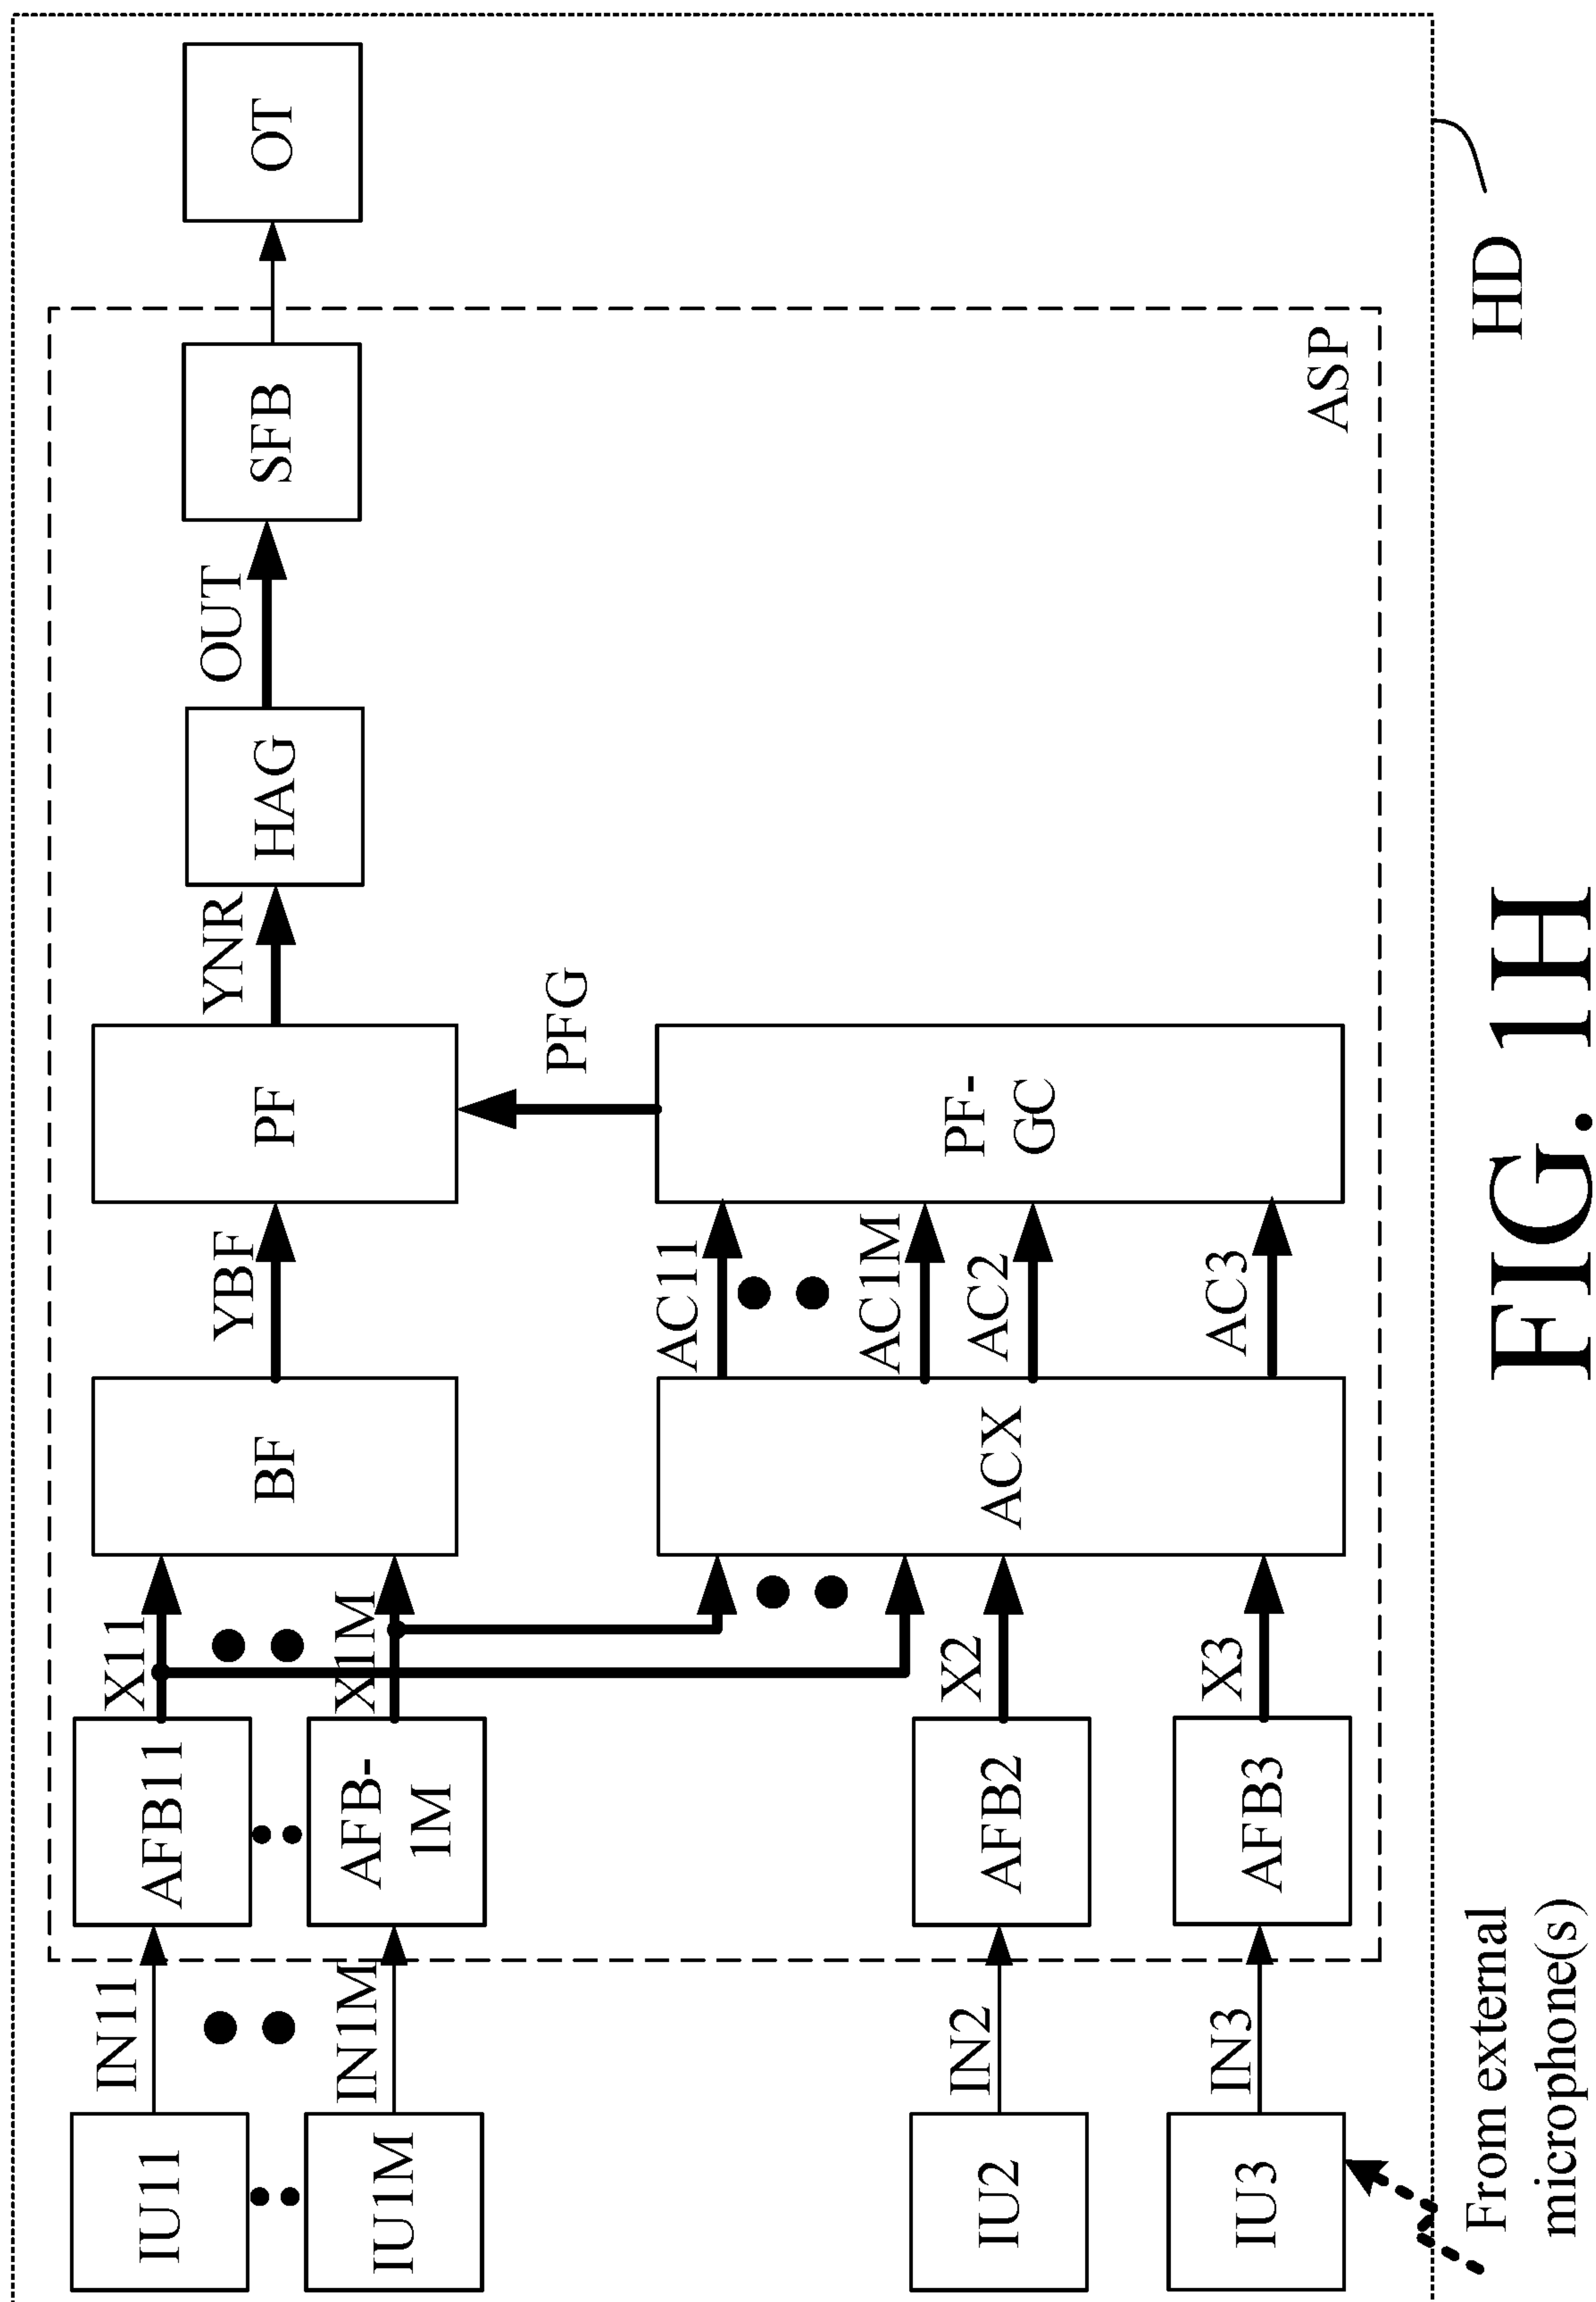 IU11
IN11
AFB11
X11
BF
YBF
PF
YNR
HAG
OUT
SFB
OT
IU1M
IN1M
AFB-
1M
X1M
PFG
AC11
AC1M
IU2
IN2
AFB2
X2
ACX
AC2
PF-
GC
IU3
IN3
AFB3
X3
AC3
ASP
From external
microphone(s)
HD
FIG. 1H